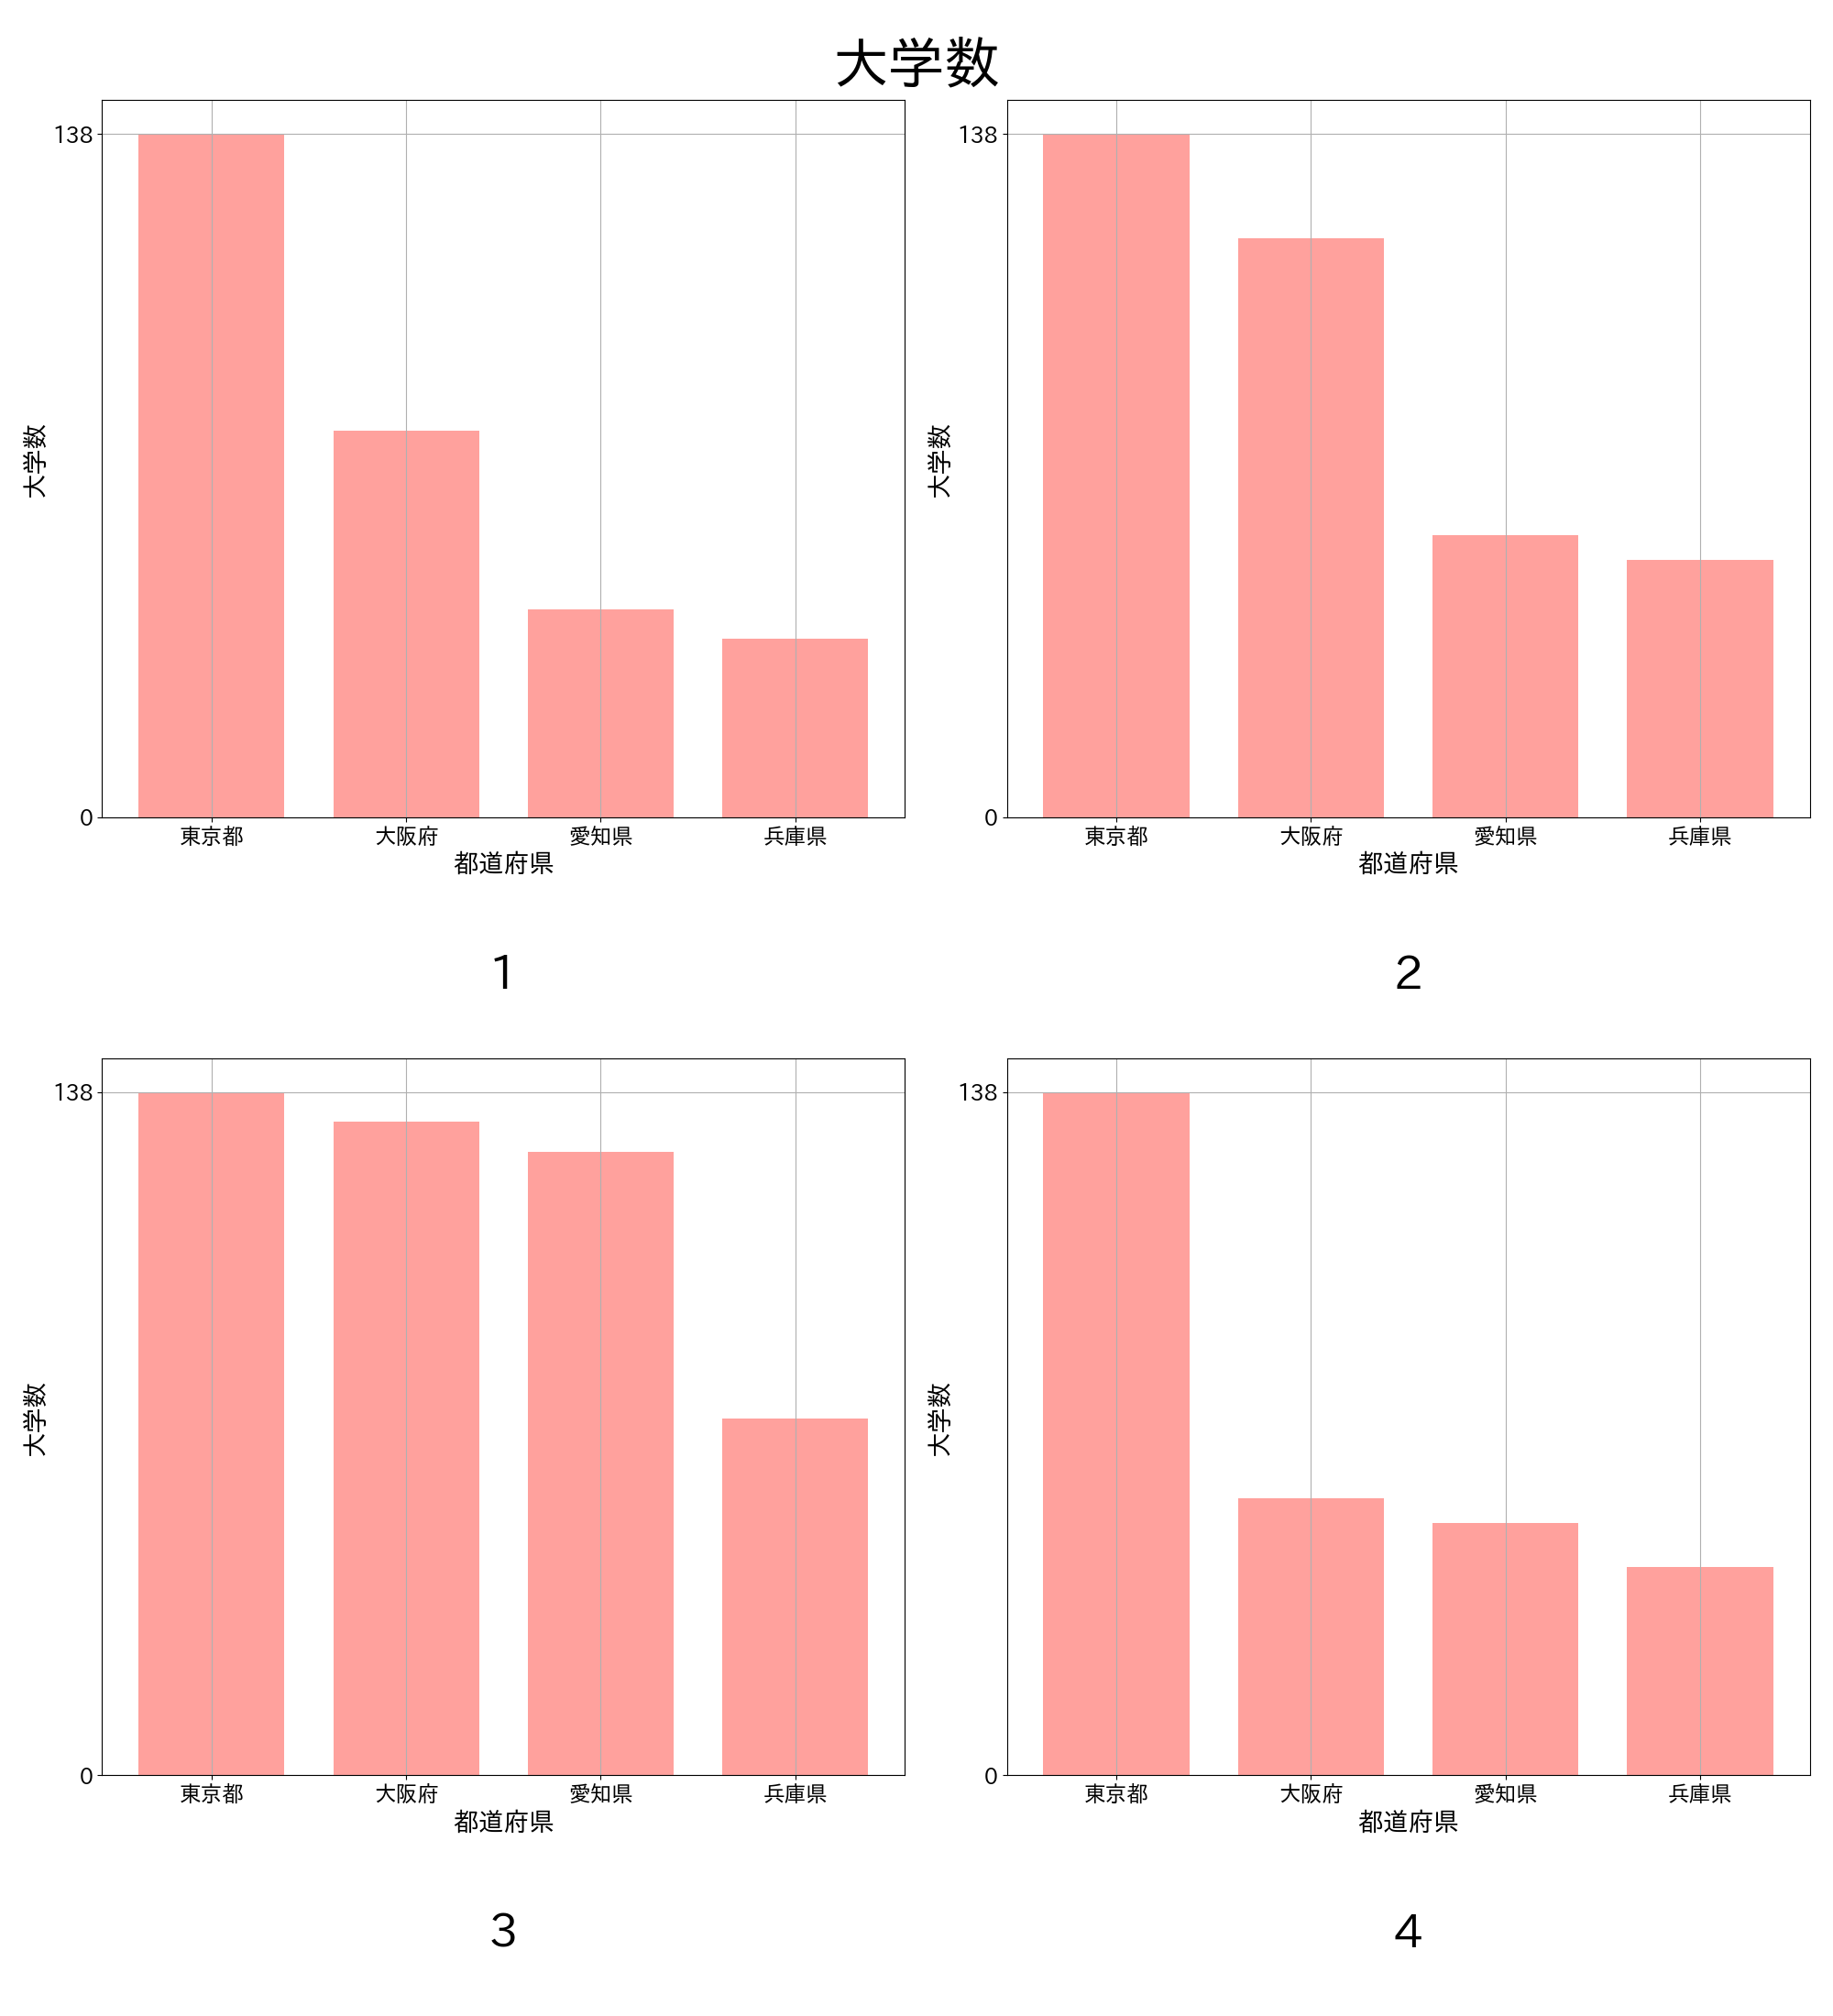 大学数
138
0
大学数
東京都 大阪府 愛知県 兵庫県
都道府県
1
138
0
大学数
東京都 大阪府 愛知県 兵庫県
都道府県
2
138
0
大学数
東京都 大阪府 愛知県 兵庫県
都道府県
3
138
0
大学数
東京都 大阪府 愛知県 兵庫県
都道府県
4